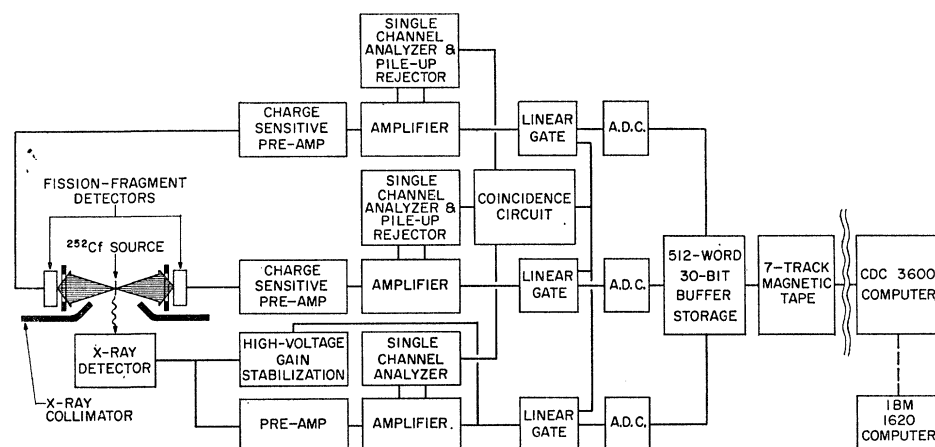 SINGLE
CHANNEL
ANALYZER &
PILE-UP
REJECTOR
CHARGE
SENSITIVE
PRE-AMP
AMPLIFIER
LINEAR
GATE
A.D.C.
FISSION-FRAGMENT
DETECTORS
252Cf SOURCE
SINGLE
CHANNEL
ANALYZER &
PILE-UP
REJECTOR
COINCIDENCE
CIRCUIT
CHARGE
SENSITIVE
PRE-AMP
AMPLIFIER
LINEAR
GATE
A.D.C.
512-WORD
30-BIT
BUFFER
STORAGE
7-TRACK
MAGNETIC
TAPE
CDC 3600
COMPUTER
X-RAY
DETECTOR
HIGH-VOLTAGE
GAIN
STABILIZATION
SINGLE
CHANNEL
ANALYZER
X-RAY
COLLIMATOR
PRE-AMP
AMPLIFIER
LINEAR
GATE
A.D.C.
IBM
1620
COMPUTER